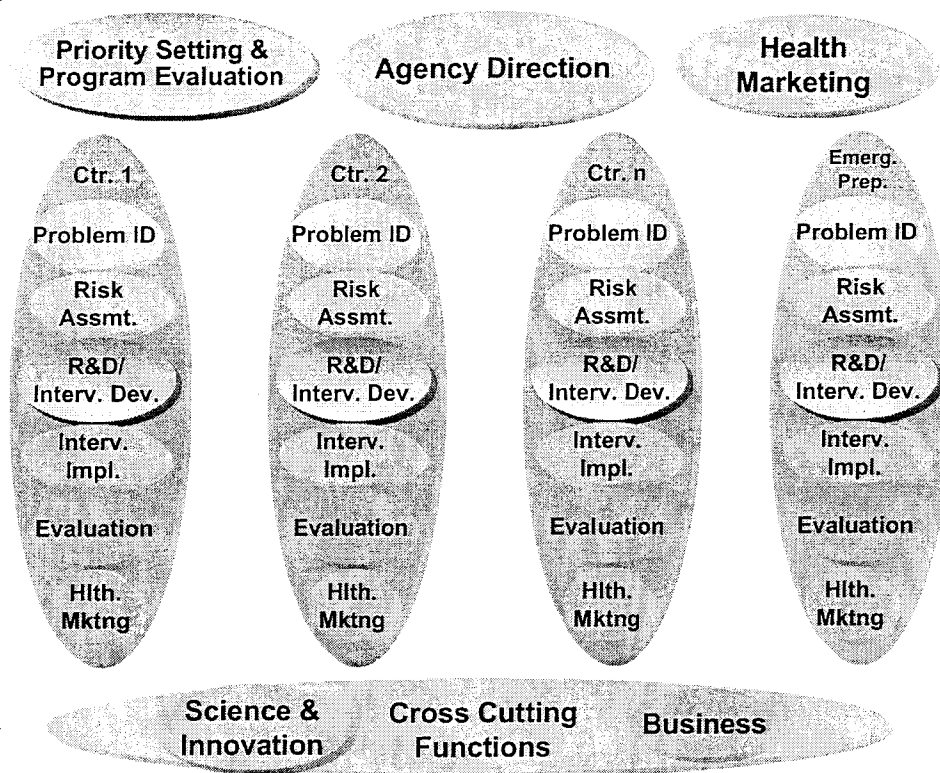 Priority Setting &
Program Evaluation
Agency Direction
Health
Marketing
Ctr. 1
Problem ID
Risk
Assmt.
R&D/
Interv. Dev.
Interv.
Impl.
Evaluation
Hlth.
Mktng
Ctr. 2
Problem ID
Risk
Assmt.
R&D/
Interv. Dev.
Interv.
Impl.
Evaluation
Hlth.
Mktng
Ctr. n
Problem ID
Risk
Assmt.
R&D/
Interv. Dev.
Interv.
Impl.
Evaluation
Hlth.
Mktng
Emerg.
Prep.
Problem ID
Risk
Assmt.
R&D/
Interv. Dev.
Interv.
Impl.
Evaluation
Hlth.
Mktng
Science &
Innovation
Cross Cutting
Functions
Business